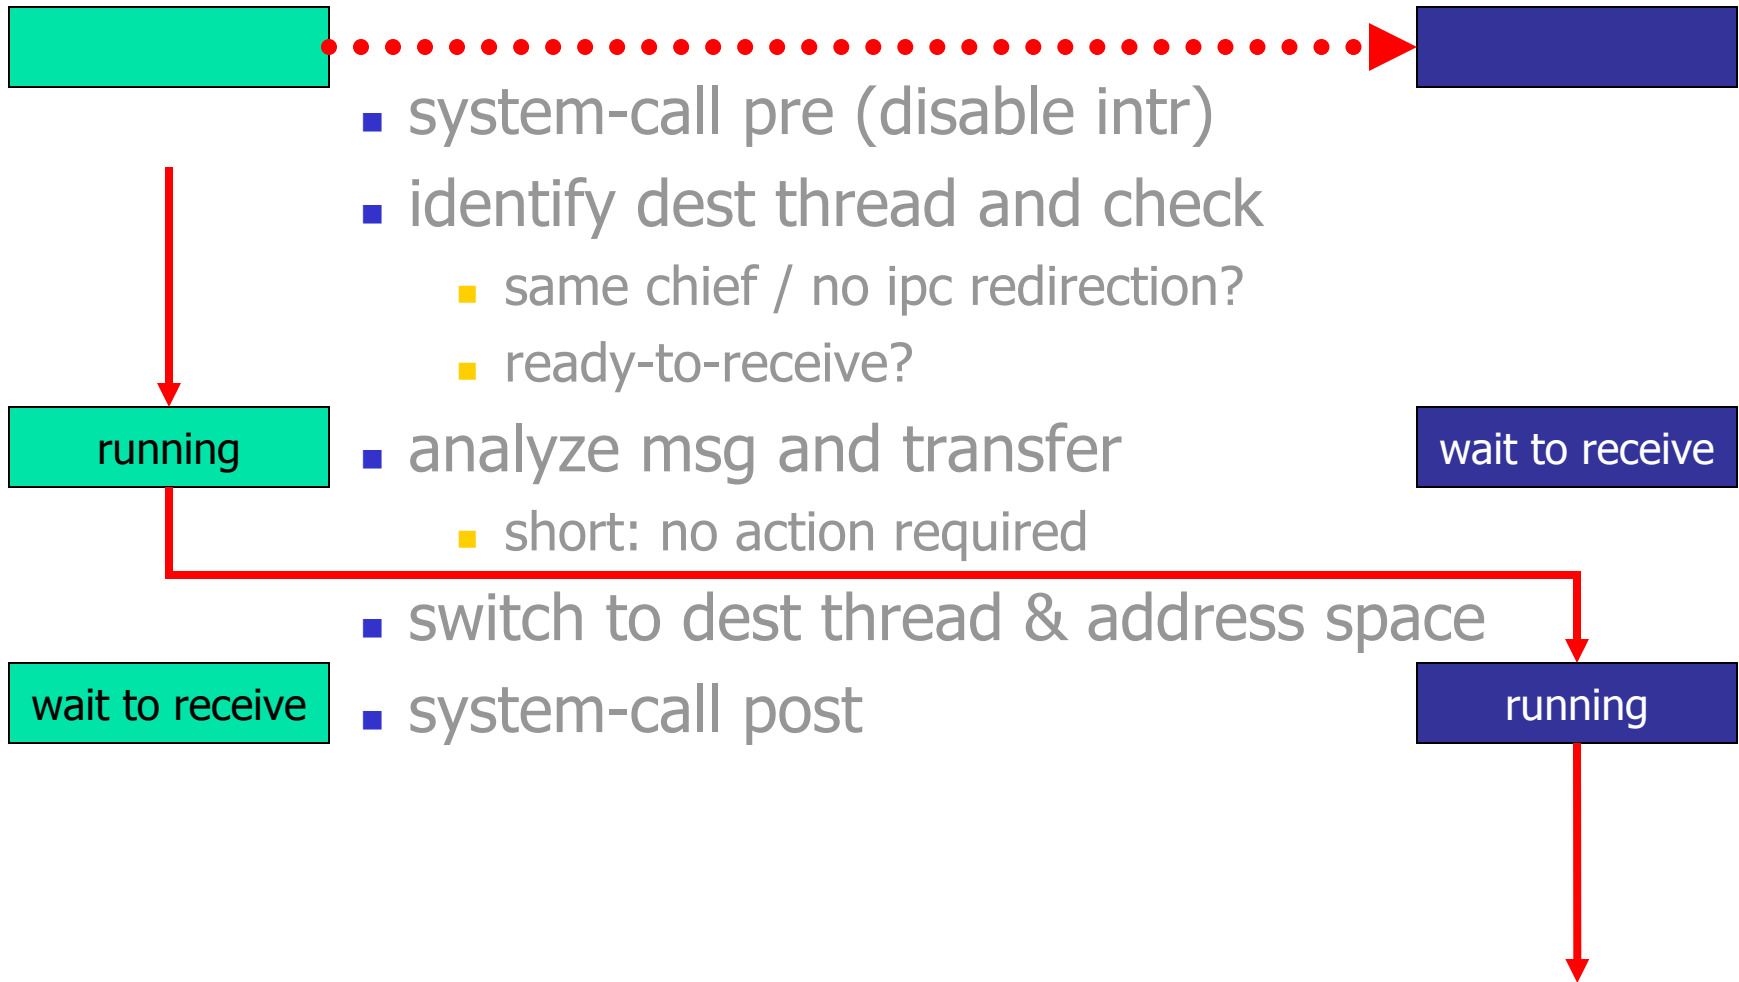 system-call pre (disable intr)
identify dest thread and check
same chief / no ipc redirection?
ready-to-receive?
running
analyze msg and transfer
wait to receive
short: no action required
switch to dest thread & address space
wait to receive
system-call post
running